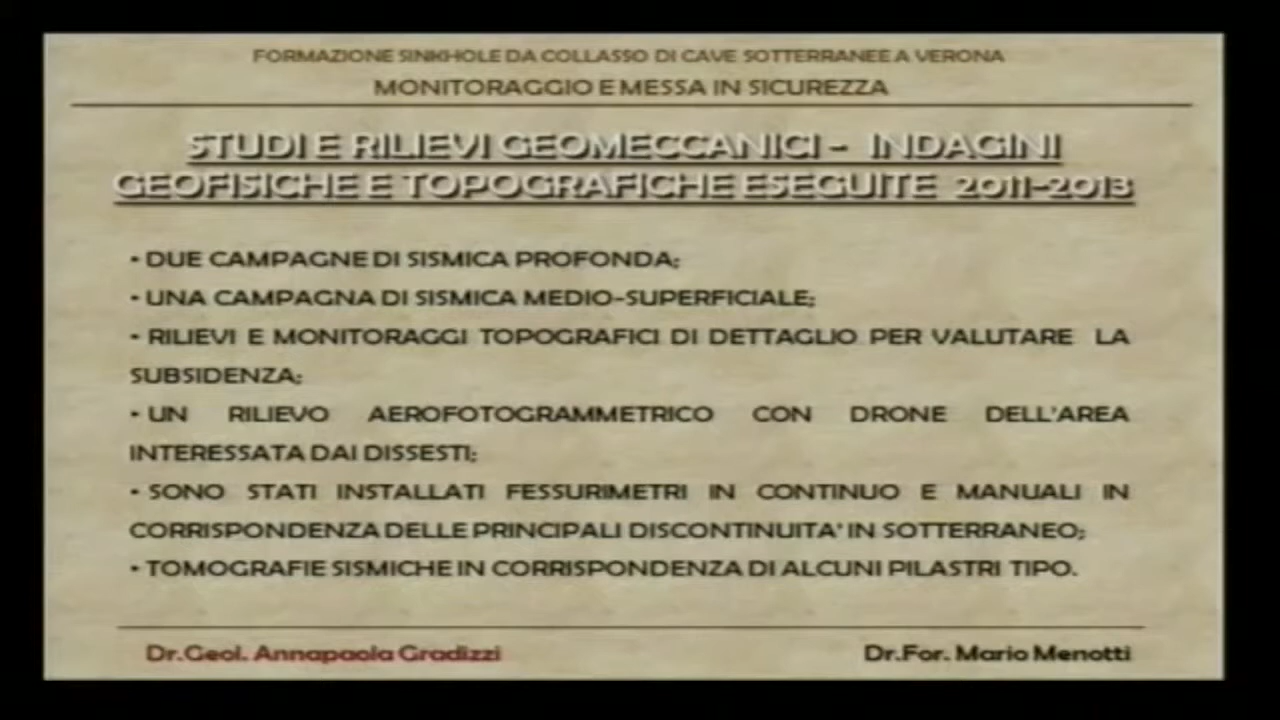 FORMAZIONE SINKHOLE DA COLLASSO DI CAVE SOTTERRANEE A VERONA
MONITORAGGIO E MESSA IN SICUREZZA
STUDI E RILIEVI GEOMECCANICI - INDAGINI
GEOFISICHE E TOPOGRAFICHE ESEGUITE 2011-2013
• DUE CAMPAGNE DI SISMICA PROFONDA;
• UNA CAMPAGNA DI SISMICA MEDIO-SUPERFICIALE;
• RILIEVI E MONITORAGGI TOPOGRAFICI DI DETTAGLIO PER VALUTARE LA
SUBSIDENZA;
• UN RILIEVO AEROFOTOGRAMMETRICO CON DRONE DELL'AREA
INTERESSATA DAI DISSESTI;
• SONO STATI INSTALLATI FESSURIMETRI IN CONTINUO E MANUALI IN
CORRISPONDENZA DELLE PRINCIPALI DISCONTINUITA' IN SOTTERRANEO;
• TOMOGRAFIE SISMICHE IN CORRISPONDENZA DI ALCUNI PILASTRI TIPO.
Dr.Geol. Annapaola Gradizzi
Dr.For. Mario Menotti